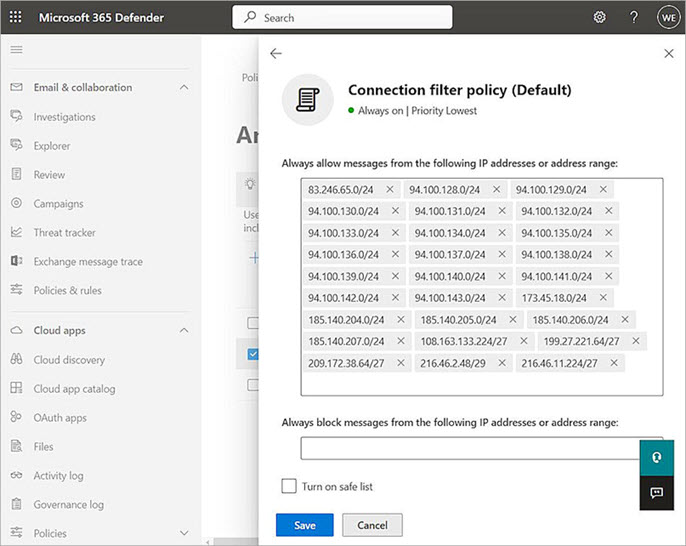 Microsoft 365 Defender
Search
WE
Email & collaboration
Investigations
Explorer
Review
Campaigns
Threat tracker
Exchange message trace
Policies & rules
Cloud apps
Cloud discovery
Cloud app catalog
OAuth apps
Files
Activity log
Governance log
Policies
Poli
An
Use
incl
Connection filter policy (Default)
Always on | Priority Lowest
Always allow messages from the following IP addresses or address range:
83.246.65.0/24 94.100.128.0/24 94.100.129.0/24
94.100.130.0/24 94.100.131.0/24 94.100.132.0/24
94.100.133.0/24 94.100.134.0/24 94.100.135.0/24
94.100.136.0/24 94.100.137.0/24 94.100.138.0/24
94.100.139.0/24 94.100.140.0/24 94.100.141.0/24
94.100.142.0/24 94.100.143.0/24 173.45.18.0/24
185.140.204.0/24 185.140.205.0/24 185.140.206.0/24
185.140.207.0/24 108.163.133.224/27 199.27.221.64/27
209.172.38.64/27 216.46.2.48/29 216.46.11.224/27
Always block messages from the following IP addresses or address range:
Turn on safe list
Save Cancel